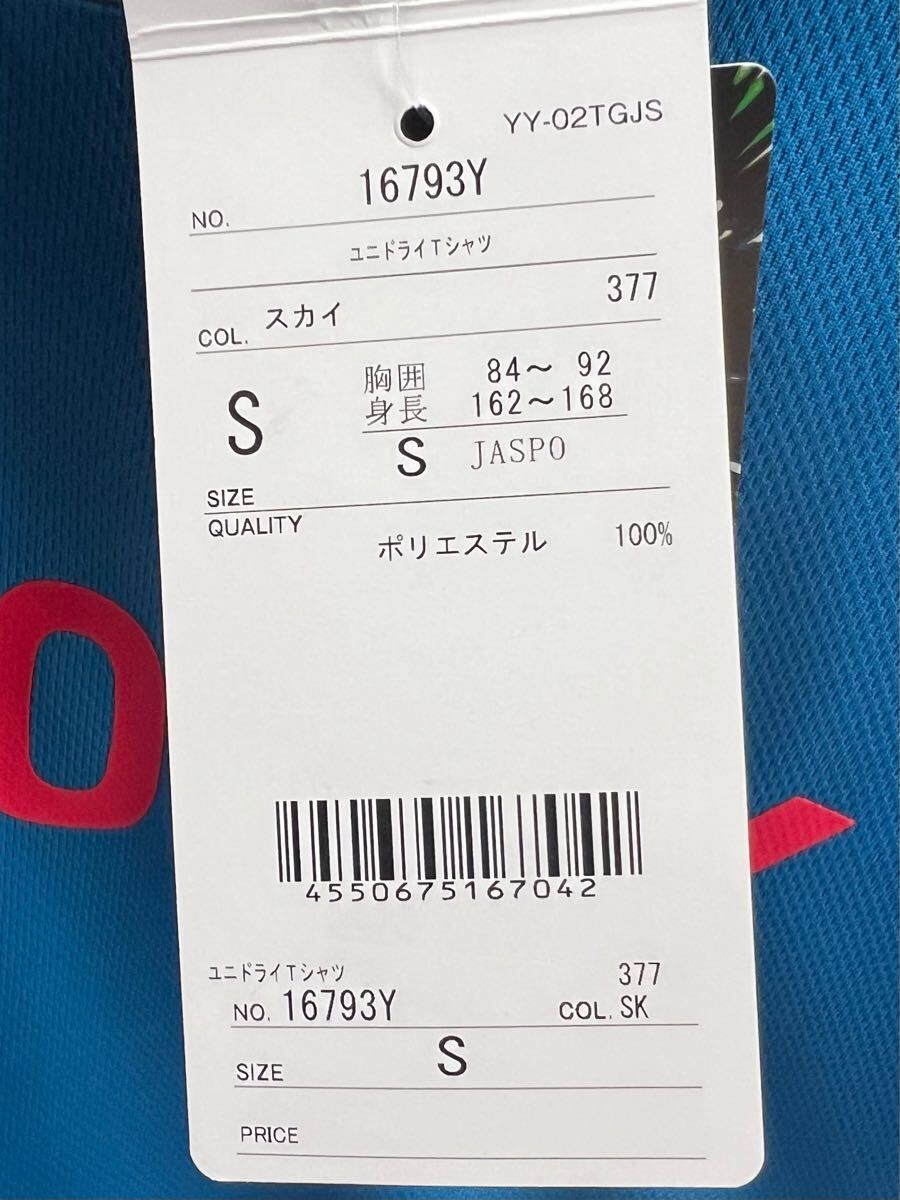 YY-02TGJS
NO. 16793Y
ユニドライTシャツ
COL. スカイ 377
胸囲 84～ 92
身長 162～168
S
S JASPO
SIZE
QUALITY
ポリエステル 100%
4550675167042
ユニドライTシャツ 377
NO. 16793Y COL. SK
SIZE S
PRICE